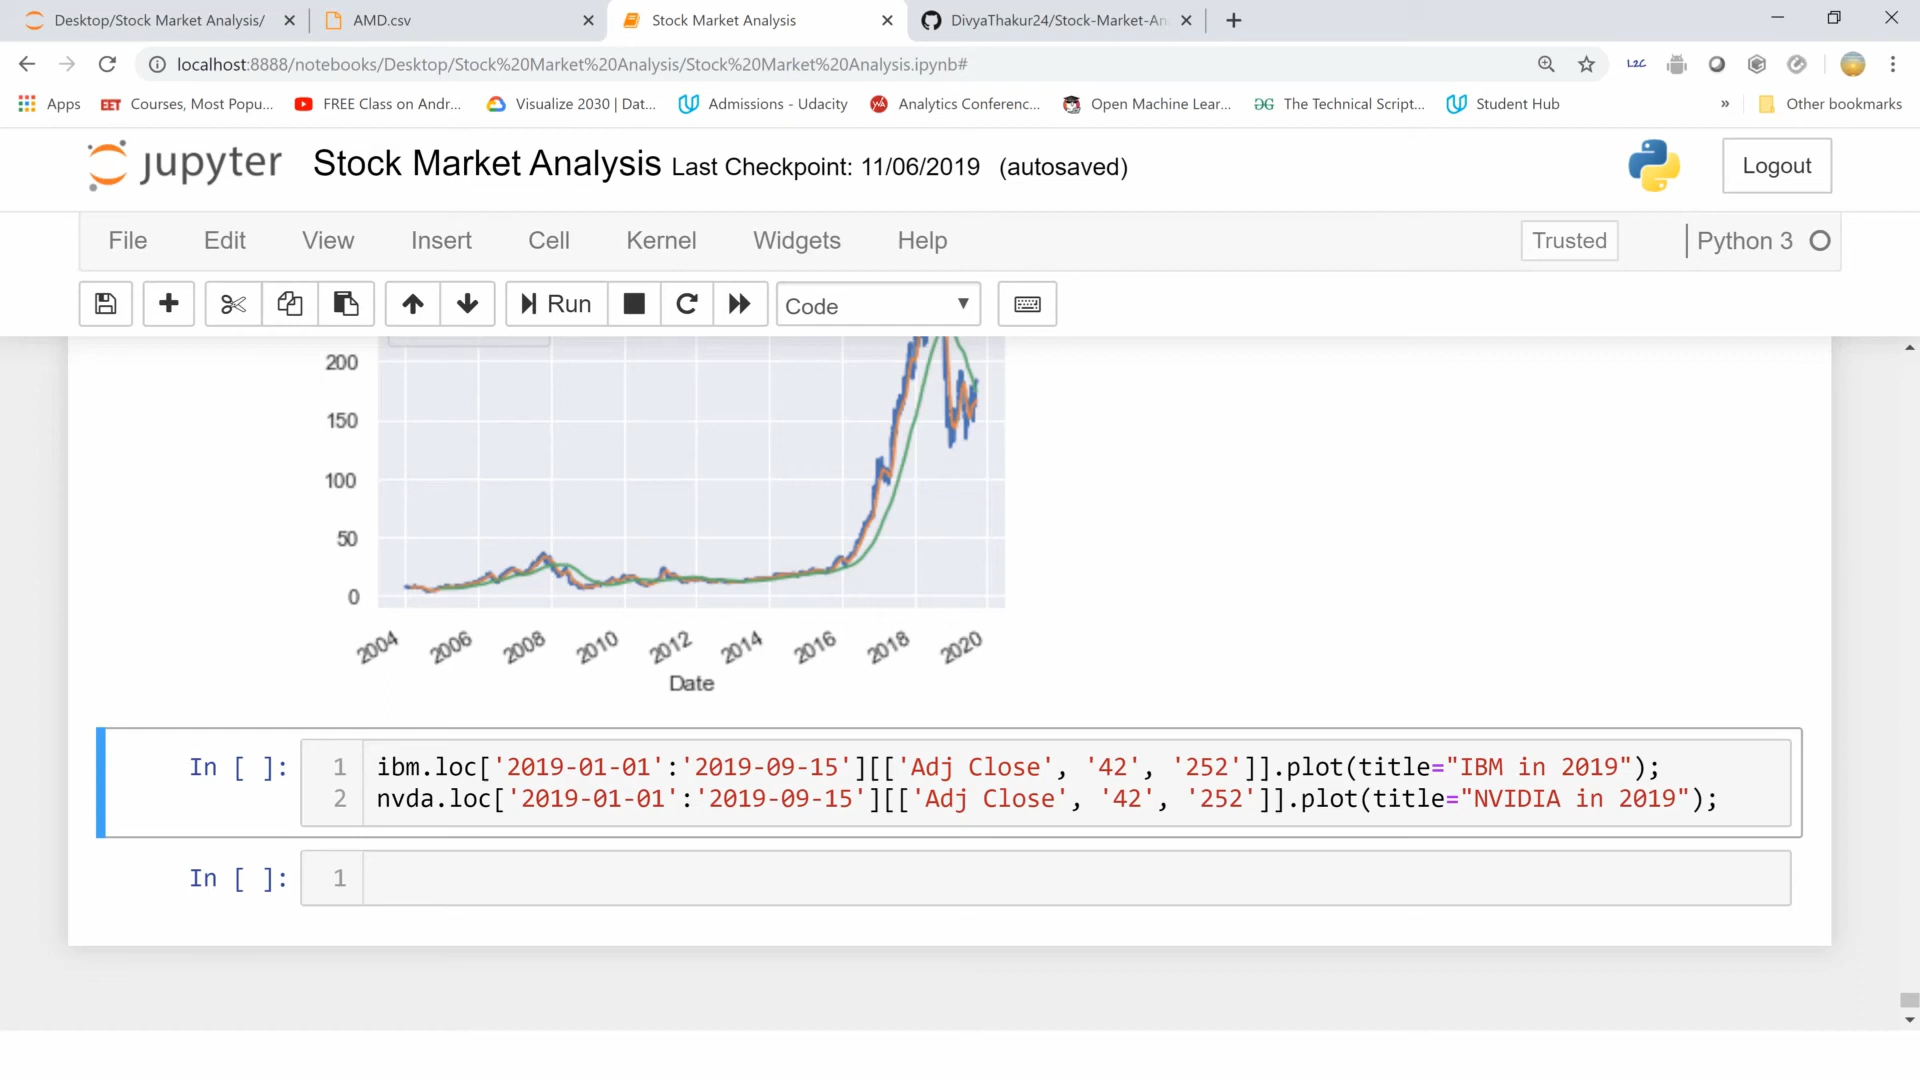 Desktop/Stock Market Analysis/
AMD.csv
Stock Market Analysis
DivyaThakur24/Stock-Market-An
localhost:8888/notebooks/Desktop/Stock%20Market%20Analysis/Stock%20Market%20Analysis.ipynb#
L2C
Apps
EET Courses, Most Popu...
FREE Class on Andr...
Visualize 2030 | Dat...
Admissions - Udacity
Analytics Conferenc...
Open Machine Lear...
The Technical Script...
Student Hub
»
Other bookmarks
jupyter Stock Market Analysis Last Checkpoint: 11/06/2019 (autosaved)
Logout
File Edit View Insert Cell Kernel Widgets Help
Trusted
Python 3
Run
Code
200
150
100
50
0
2004 2006 2008 2010 2012 2014 2016 2018 2020
Date
In [ ]:
1 ibm.loc['2019-01-01':'2019-09-15'][['Adj Close', '42', '252']].plot(title="IBM in 2019");
2 nvda.loc['2019-01-01':'2019-09-15'][['Adj Close', '42', '252']].plot(title="NVIDIA in 2019");
In [ ]:
1